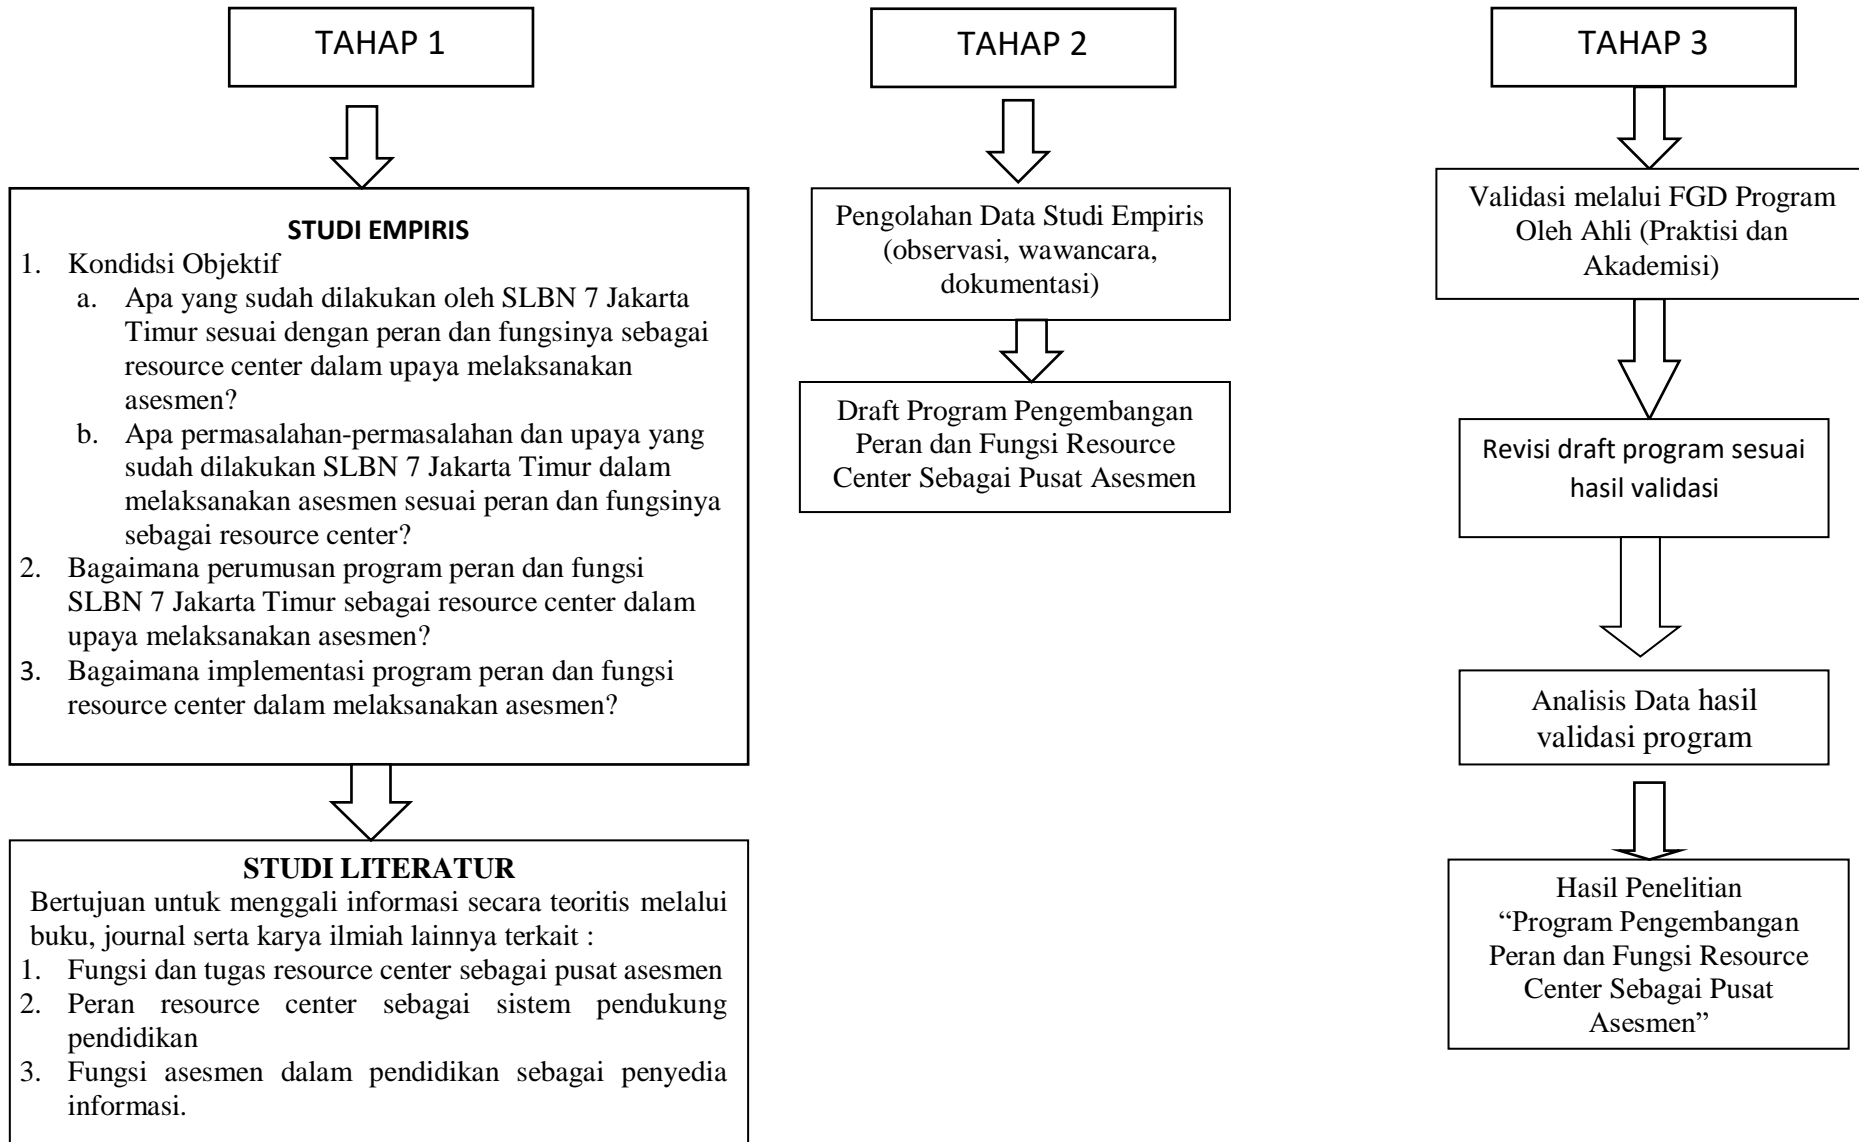 TAHAP 1
STUDI EMPIRIS
1. Kondidsi Objektif
a. Apa yang sudah dilakukan oleh SLBN 7 Jakarta
Timur sesuai dengan peran dan fungsinya sebagai
resource center dalam upaya melaksanakan
asesmen?
b. Apa permasalahan-permasalahan dan upaya yang
sudah dilakukan SLBN 7 Jakarta Timur dalam
melaksanakan asesmen sesuai peran dan fungsinya
sebagai resource center?
2. Bagaimana perumusan program peran dan fungsi
SLBN 7 Jakarta Timur sebagai resource center dalam
upaya melaksanakan asesmen?
3. Bagaimana implementasi program peran dan fungsi
resource center dalam melaksanakan asesmen?
STUDI LITERATUR
Bertujuan untuk menggali informasi secara teoritis melalui
buku, journal serta karya ilmiah lainnya terkait :
1. Fungsi dan tugas resource center sebagai pusat asesmen
2. Peran resource center sebagai sistem pendukung
pendidikan
3. Fungsi asesmen dalam pendidikan sebagai penyedia
informasi.
TAHAP 2
Pengolahan Data Studi Empiris
(observasi, wawancara,
dokumentasi)
Draft Program Pengembangan
Peran dan Fungsi Resource
Center Sebagai Pusat Asesmen
TAHAP 3
Validasi melalui FGD Program
Oleh Ahli (Praktisi dan
Akademisi)
Revisi draft program sesuai
hasil validasi
Analisis Data hasil
validasi program
Hasil Penelitian
“Program Pengembangan
Peran dan Fungsi Resource
Center Sebagai Pusat
Asesmen”